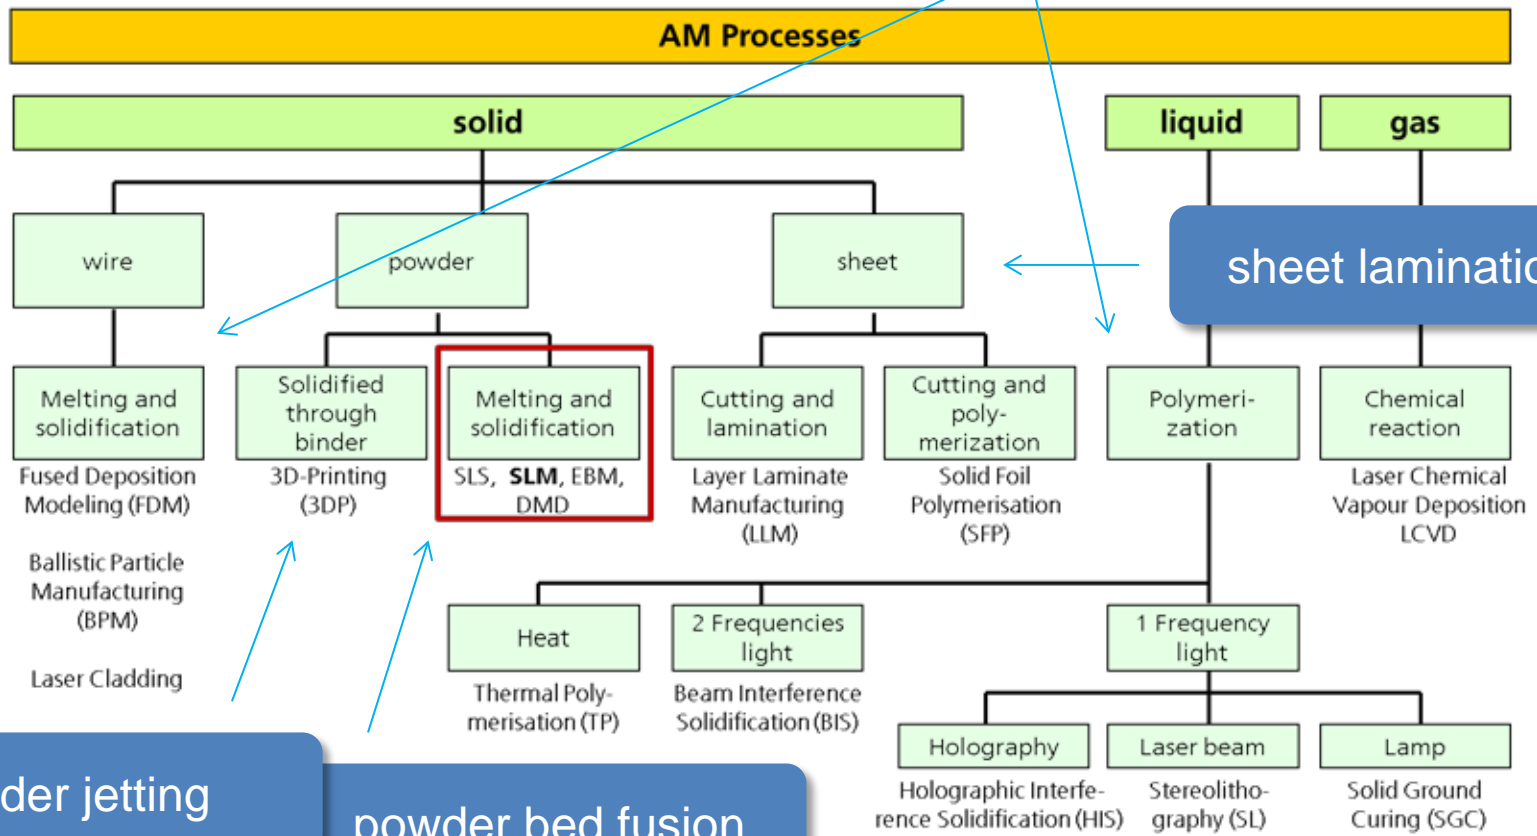 AM Processes
solid
liquid
gas
wire
powder
sheet
sheet laminatio
Melting and
solidification
Solidified
through
binder
Melting and
solidification
Cutting and
lamination
Cutting and
poly-
merization
Polymeri-
zation
Chemical
reaction
Fused Deposition
Modeling (FDM)
Ballistic Particle
Manufacturing
(BPM)
Laser Cladding
3D-Printing
(3DP)
SLS, SLM, EBM,
DMD
Layer Laminate
Manufacturing
(LLM)
Solid Foil
Polymerisation
(SFP)
Laser Chemical
Vapour Deposition
LCVD
Heat
2 Frequencies
light
1 Frequency
light
Thermal Poly-
merisation (TP)
Beam Interference
Solidification (BIS)
Holography
Laser beam
Lamp
Holographic Interfe-
rence Solidification (HIS)
Stereolitho-
graphy (SL)
Solid Ground
Curing (SGC)
der jetting
powder bed fusion